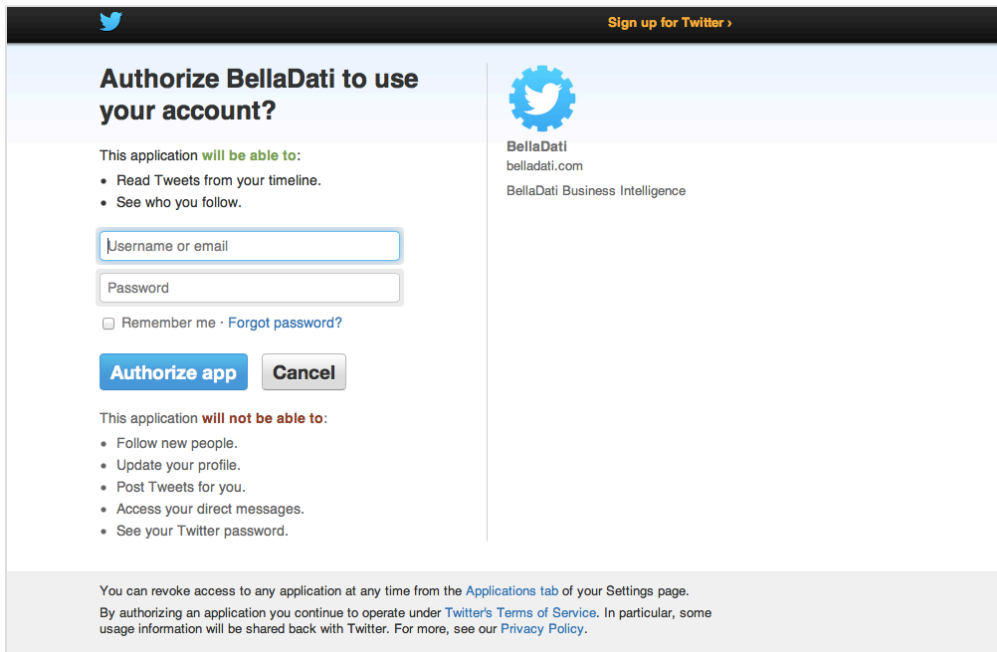 Sign up for Twitter ›
Authorize BellaDati to use
your account?
This application will be able to:
• Read Tweets from your timeline.
• See who you follow.
Username or email
Password
Remember me · Forgot password?
Authorize app Cancel
This application will not be able to:
• Follow new people.
• Update your profile.
• Post Tweets for you.
• Access your direct messages.
• See your Twitter password.
BellaDati
belladati.com
BellaDati Business Intelligence
You can revoke access to any application at any time from the Applications tab of your Settings page.
By authorizing an application you continue to operate under Twitter's Terms of Service. In particular, some
usage information will be shared back with Twitter. For more, see our Privacy Policy.